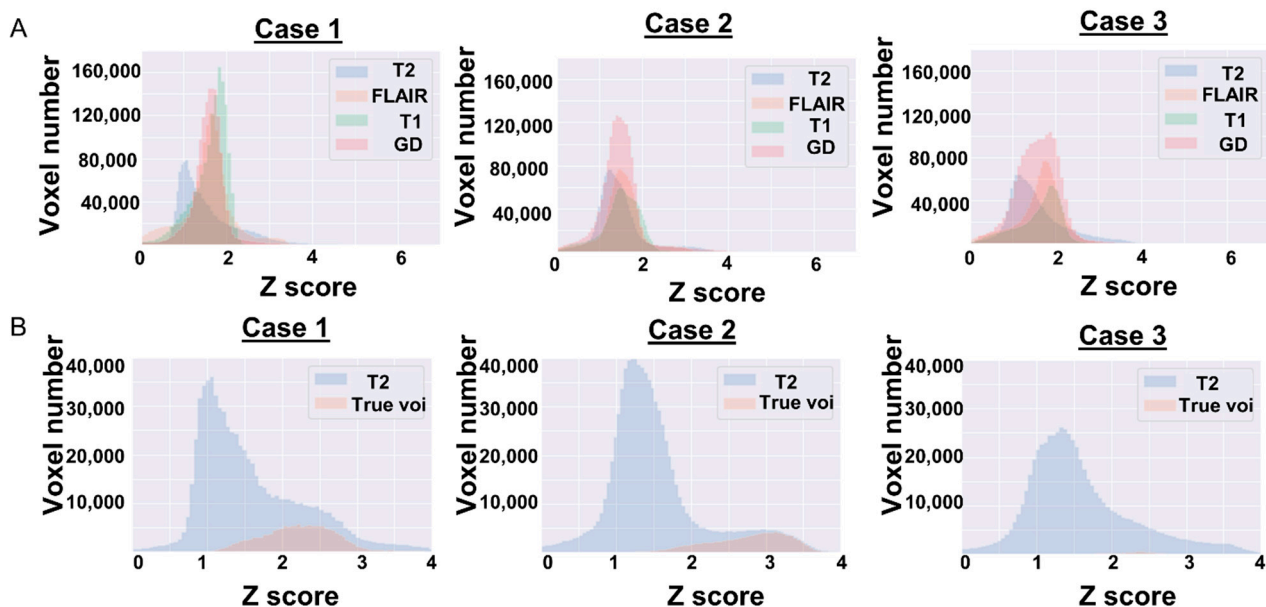 A
Case 1
Voxel number
160,000
120,000
80,000
40,000
T2
FLAIR
T1
GD
0
2
4
6
Z score
Case 2
Voxel number
160,000
120,000
80,000
40,000
T2
FLAIR
T1
GD
0
2
4
6
Z score
Case 3
Voxel number
160,000
120,000
80,000
40,000
T2
FLAIR
T1
GD
0
2
4
6
Z score
B
Case 1
Voxel number
40,000
30,000
20,000
10,000
T2
True voi
0
1
2
3
4
Z score
Case 2
Voxel number
40,000
30,000
20,000
10,000
T2
True voi
0
1
2
3
4
Z score
Case 3
Voxel number
40,000
30,000
20,000
10,000
T2
True voi
0
1
2
3
4
Z score